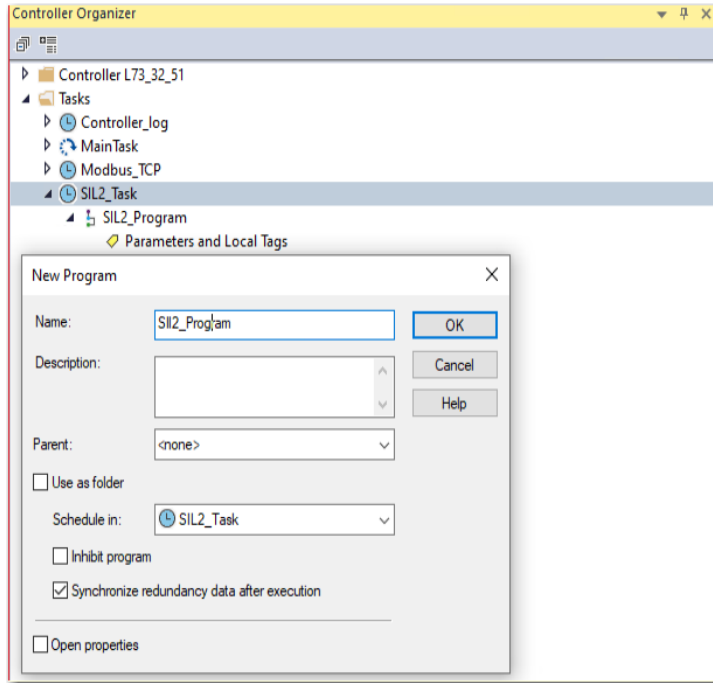 Controller Organizer
Controller L73_32_51
Tasks
Controller_log
MainTask
Modbus_TCP
SIL2_Task
SIL2_Program
Parameters and Local Tags
New Program
Name: SIl2_Program OK
Description: Cancel
Help
Parent: <none>
Use as folder
Schedule in: SIL2_Task
Inhibit program
Synchronize redundancy data after execution
Open properties